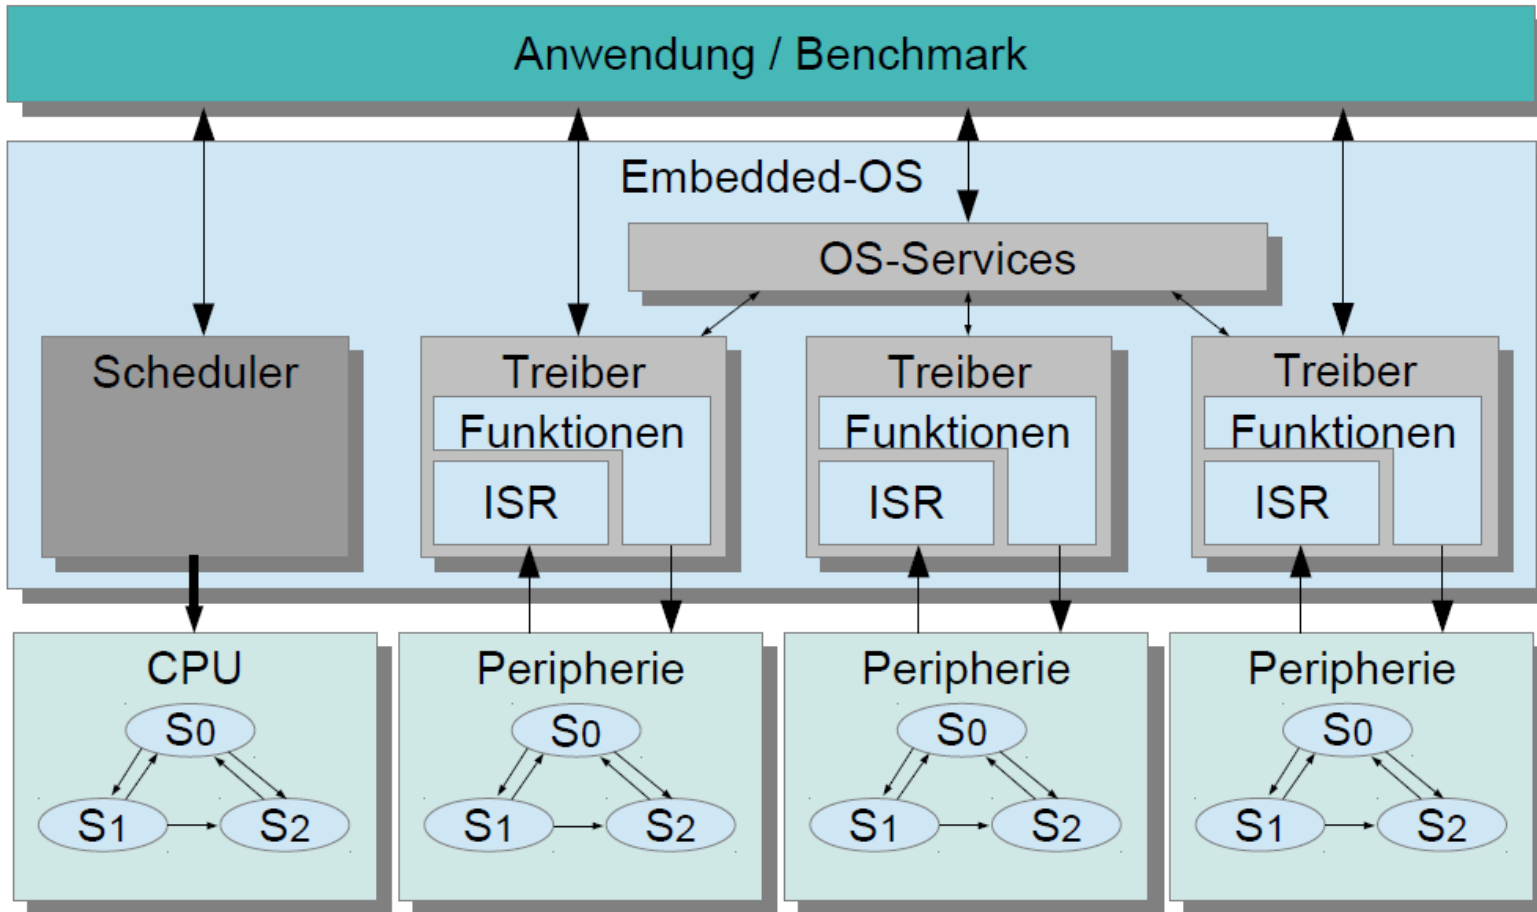 Anwendung / Benchmark
Embedded-OS
OS-Services
Scheduler
Treiber
Funktionen
ISR
Treiber
Funktionen
ISR
Treiber
Funktionen
ISR
CPU
S0
S1
S2
Peripherie
S0
S1
S2
Peripherie
S0
S1
S2
Peripherie
S0
S1
S2